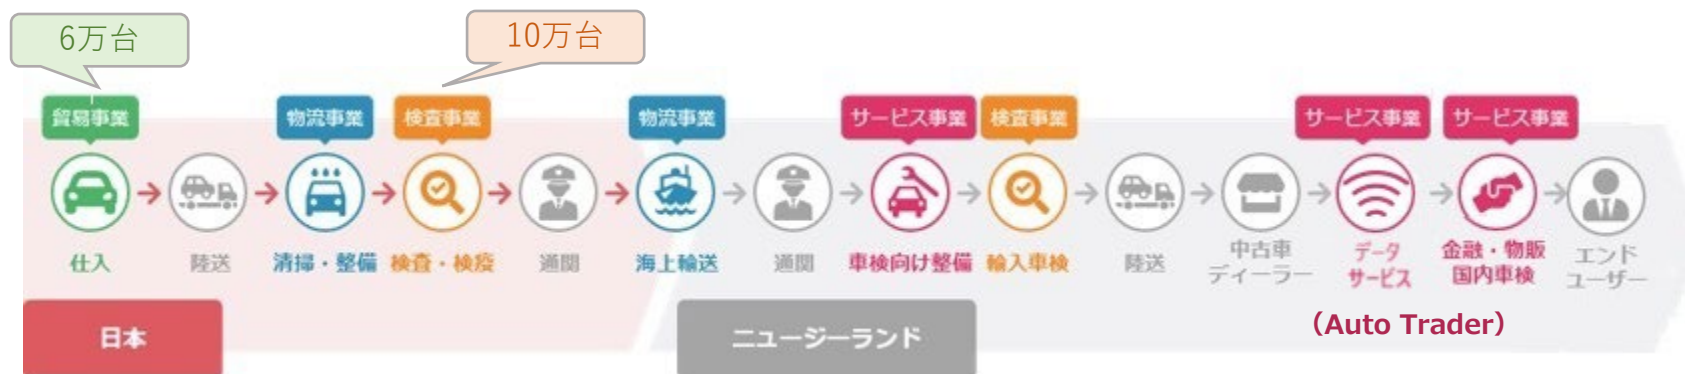 6万台
10万台
貿易事業
物流事業
検査事業
物流事業
サービス事業
検査事業
サービス事業
サービス事業
仕入
陸送
清掃・整備
検査・検疫
通関
海上輸送
通関
車検向け整備
輸入車検
陸送
中古車
ディーラー
データ
サービス
金融・物販
国内車検
エンド
ユーザー
(Auto Trader)
日本
ニュージーランド